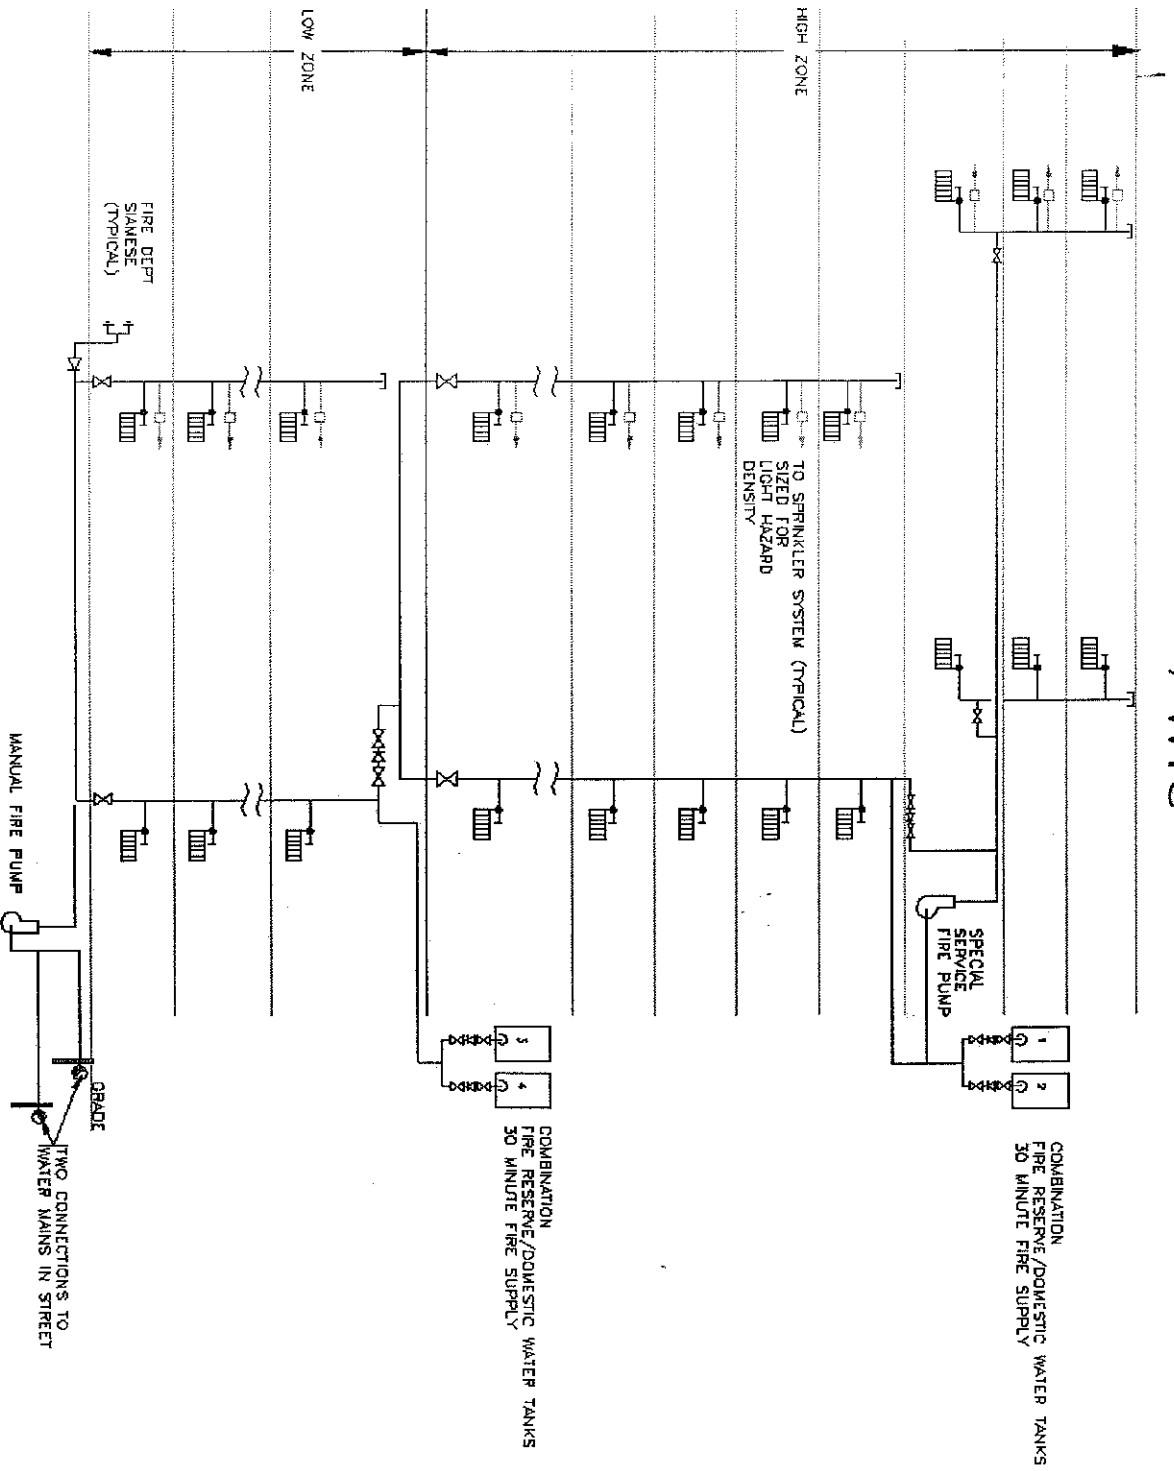 HIGH ZONE
LOW ZONE
FIRE DEPT
SIAMESE
(TYPICAL)
TO SPRINKLER SYSTEM (TYPICAL)
SIZED FOR
LIGHT HAZARD
DENSITY
SPECIAL
SERVICE
FIRE PUMP
MANUAL FIRE PUMP
1
2
3
4
COMBINATION
FIRE RESERVE/DOMESTIC WATER TANKS
30 MINUTE FIRE SUPPLY
COMBINATION
FIRE RESERVE/DOMESTIC WATER TANKS
30 MINUTE FIRE SUPPLY
GRADE
TWO CONNECTIONS TO
WATER MAINS IN STREET